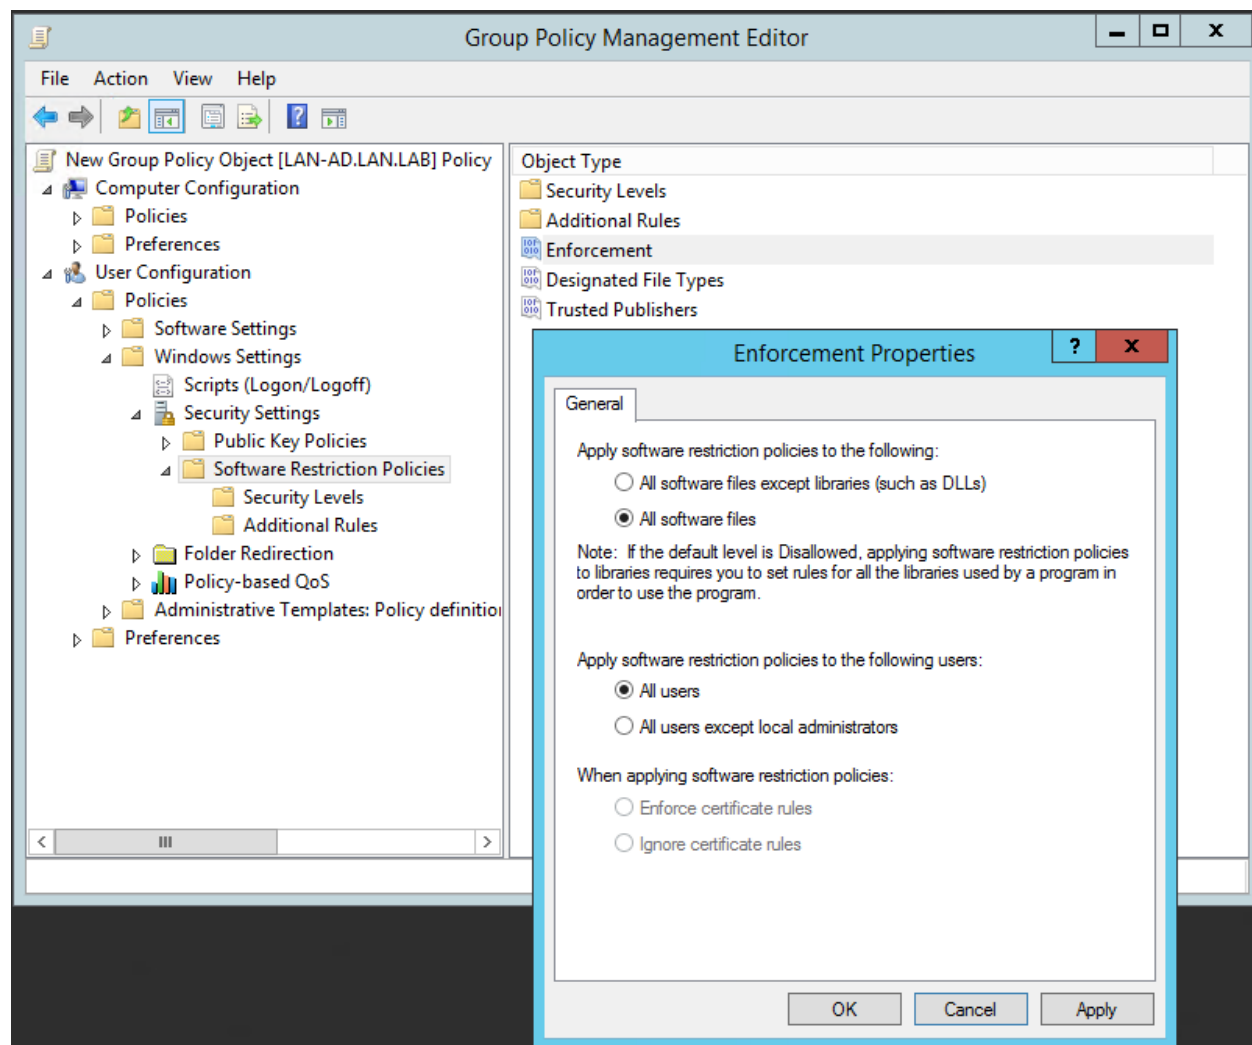 Group Policy Management Editor
File Action View Help
New Group Policy Object [LAN-AD.LAN.LAB] Policy
Computer Configuration
Policies
Preferences
User Configuration
Policies
Software Settings
Windows Settings
Scripts (Logon/Logoff)
Security Settings
Public Key Policies
Software Restriction Policies
Security Levels
Additional Rules
Folder Redirection
Policy-based QoS
Administrative Templates: Policy definition
Preferences
Object Type
Security Levels
Additional Rules
Enforcement
Designated File Types
Trusted Publishers
Enforcement Properties
General
Apply software restriction policies to the following:
All software files except libraries (such as DLLs)
All software files
Note: If the default level is Disallowed, applying software restriction policies
to libraries requires you to set rules for all the libraries used by a program in
order to use the program.
Apply software restriction policies to the following users:
All users
All users except local administrators
When applying software restriction policies:
Enforce certificate rules
Ignore certificate rules
OK Cancel Apply